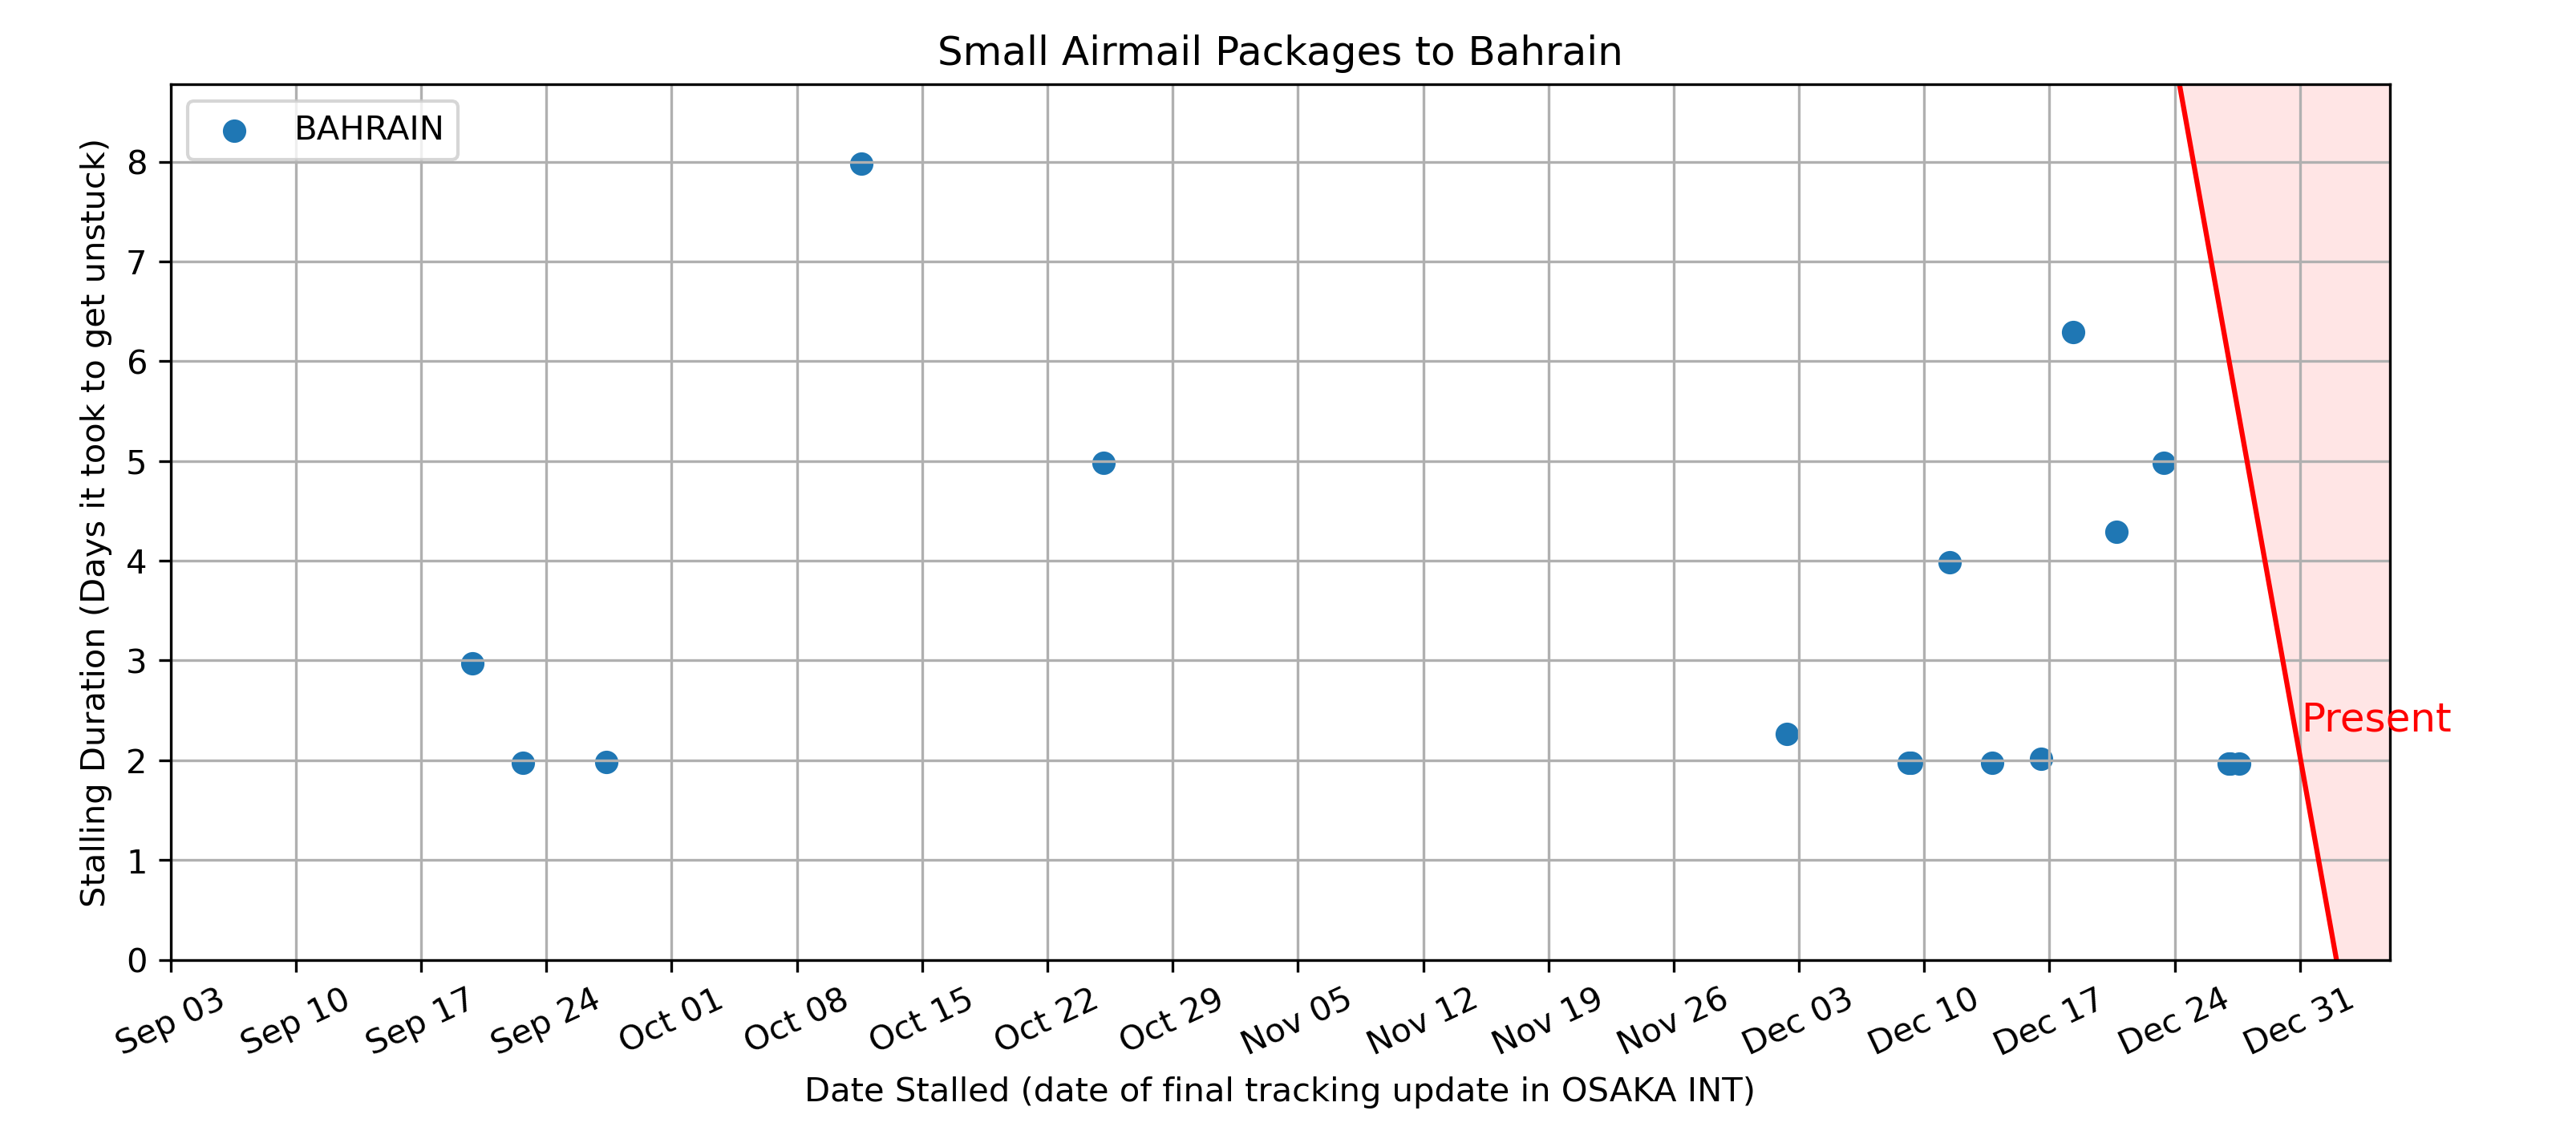 Small Airmail Packages to Bahrain
BAHRAIN
Stalling Duration (Days it took to get unstuck)
8
7
6
5
4
3
2
1
0
Present
Sep 03 Sep 10 Sep 17 Sep 24 Oct 01 Oct 08 Oct 15 Oct 22 Oct 29 Nov 05 Nov 12 Nov 19 Nov 26 Dec 03 Dec 10 Dec 17 Dec 24 Dec 31
Date Stalled (date of final tracking update in OSAKA INT)